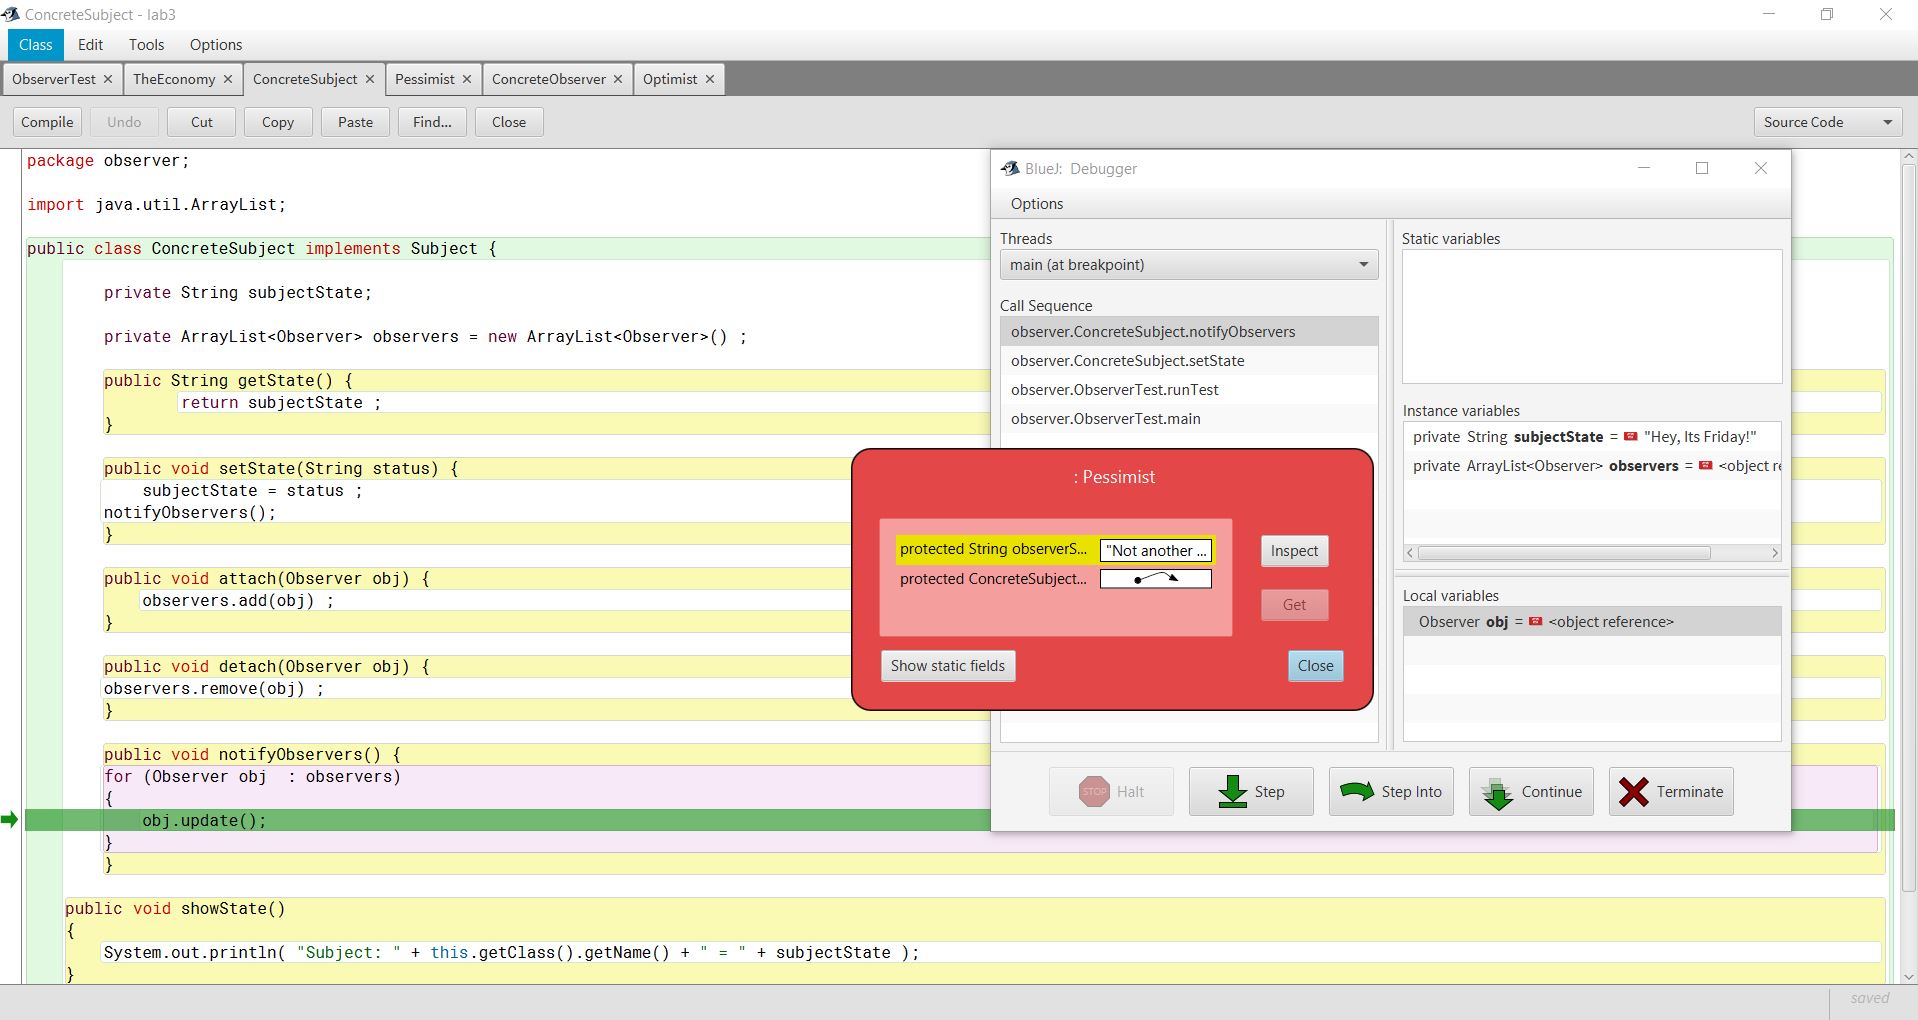 ConcreteSubject - lab3
Class Edit Tools Options
ObserverTest TheEconomy ConcreteSubject Pessimist ConcreteObserver Optimist
Compile Undo Cut Copy Paste Find... Close Source Code
package observer;
import java.util.ArrayList;
public class ConcreteSubject implements Subject {
private String subjectState;
private ArrayList<Observer> observers = new ArrayList<Observer>() ;
public String getState() {
return subjectState ;
}
public void setState(String status) {
subjectState = status ;
notifyObservers();
}
public void attach(Observer obj) {
observers.add(obj) ;
}
public void detach(Observer obj) {
observers.remove(obj) ;
}
public void notifyObservers() {
for (Observer obj  : observers)
{
obj.update();
}
}
public void showState()
{
System.out.println( "Subject: " + this.getClass().getName() + " = " + subjectState );
}
BlueJ: Debugger
Options
Threads
main (at breakpoint)
Call Sequence
observer.ConcreteSubject.notifyObservers
observer.ConcreteSubject.setState
observer.ObserverTest.runTest
observer.ObserverTest.main
Static variables
Instance variables
private String subjectState = "Hey, Its Friday!"
private ArrayList<Observer> observers = <object re
Local variables
Observer obj = <object reference>
: Pessimist
protected String observerS... "Not another ...
protected ConcreteSubject...
Inspect
Get
Show static fields
Close
STOP Halt Step Step Into Continue Terminate
saved